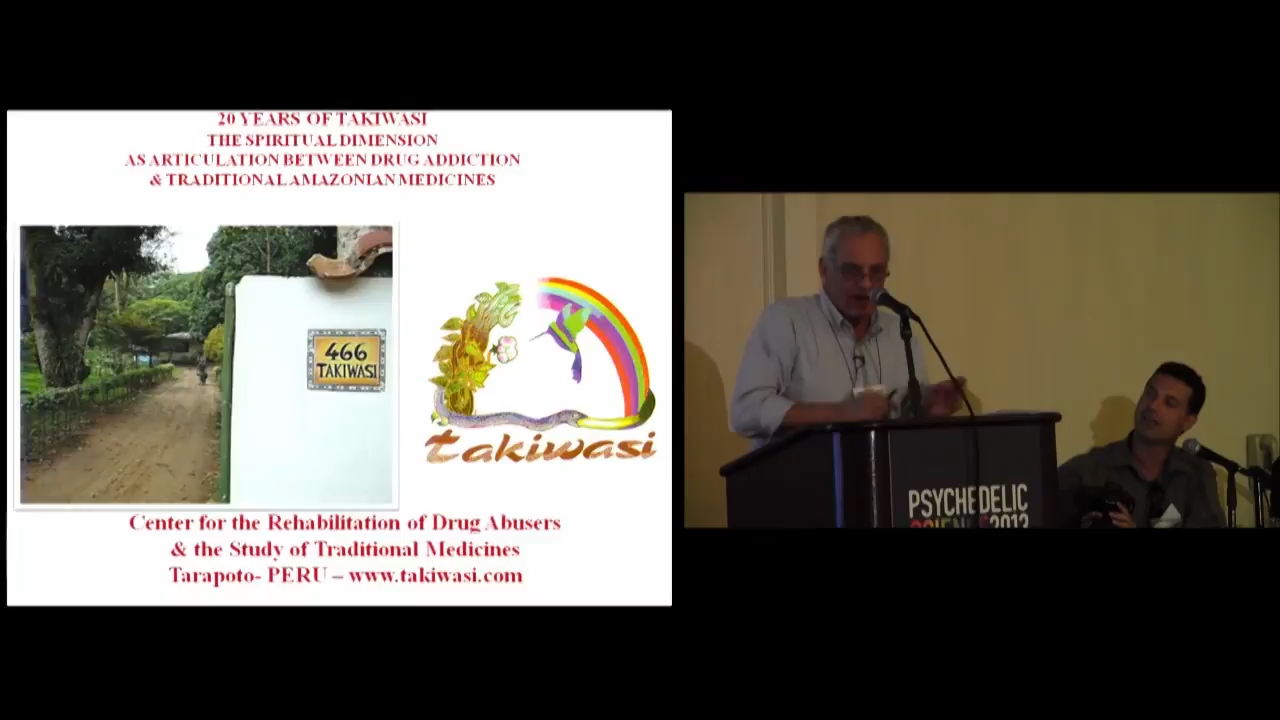 20 YEARS OF TAKIWASI
THE SPIRITUAL DIMENSION
AS ARTICULATION BETWEEN DRUG ADDICTION
& TRADITIONAL AMAZONIAN MEDICINES
466
TAKIWASI
takiwasi
Center for the Rehabilitation of Drug Abusers
& the Study of Traditional Medicines
Tarapoto- PERU – www.takiwasi.com
PSYCHEDELIC
SCIENCE2013